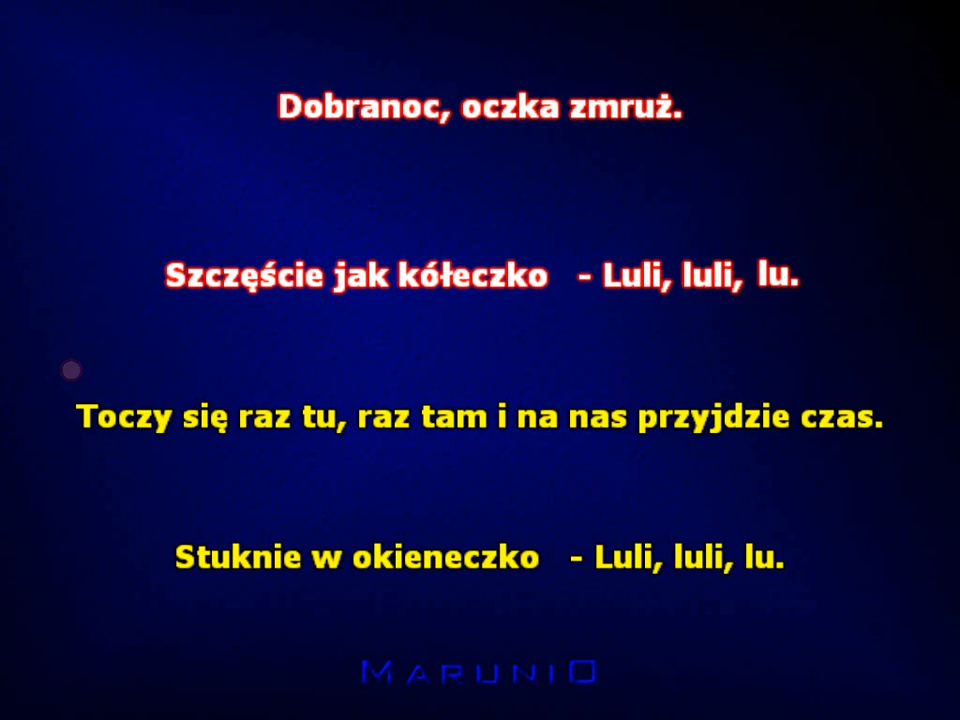 Dobranoc, oczka zmruż.
Szczęście jak kółeczko - Luli, luli, lu.
Toczy się raz tu, raz tam i na nas przyjdzie czas.
Stuknie w okieneczko - Luli, luli, lu.
MARUNIO